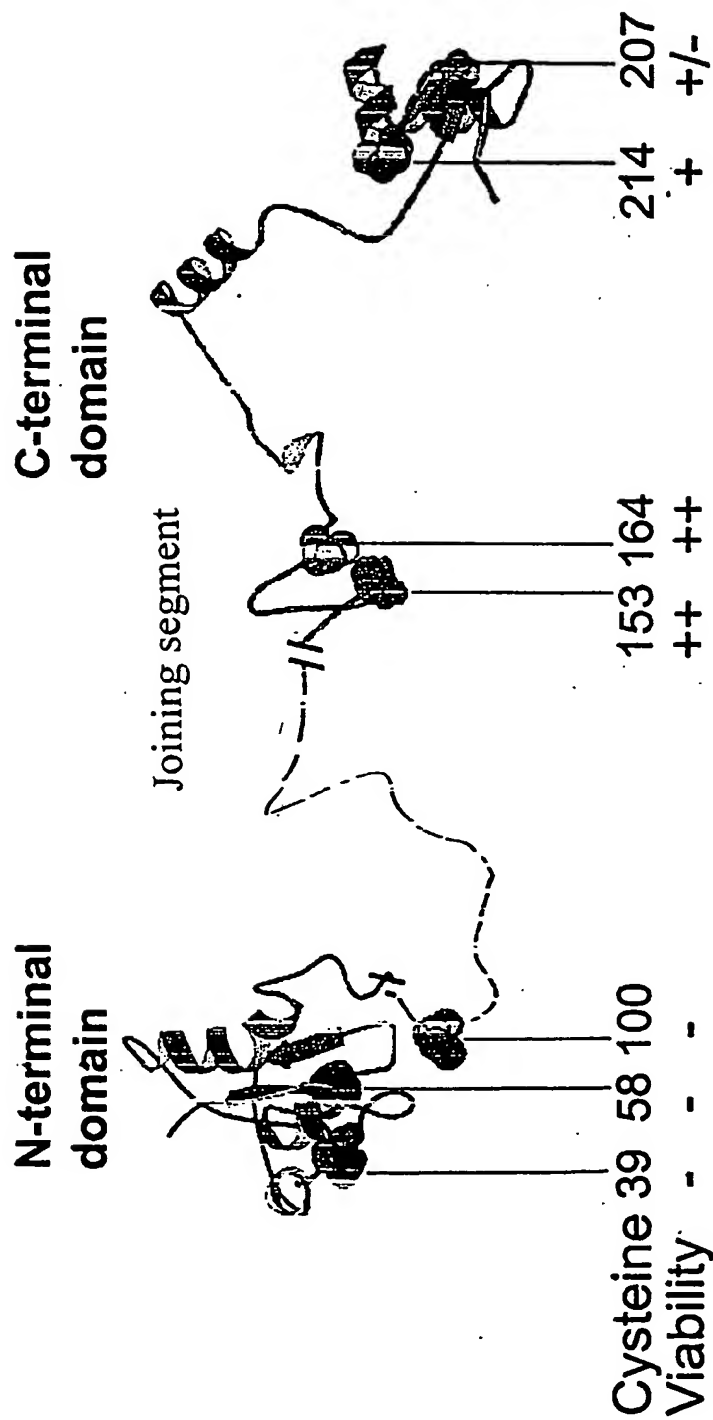 N-terminal
domain
Joining segment
C-terminal
domain
Cysteine 39 58 100 153 164 214 207
Viability - - - ++ ++ + +/-